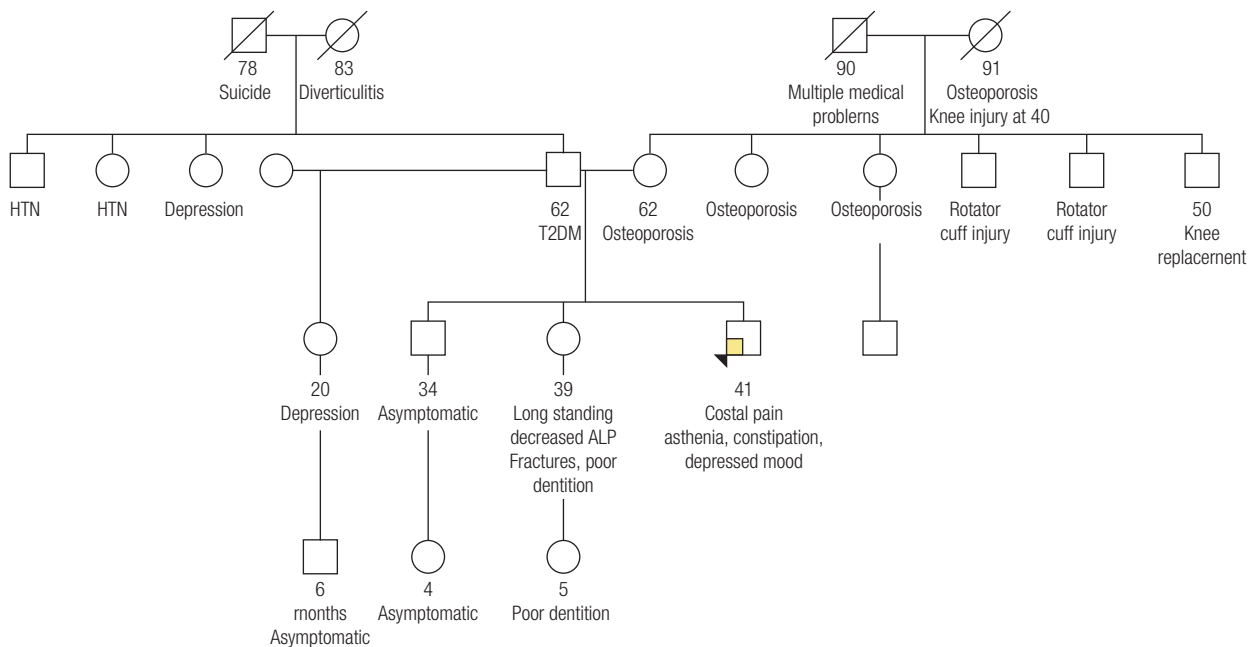 78
Suicide
83
Diverticulitis
90
Multiple medical
problerns
91
Osteoporosis
Knee injury at 40
HTN
HTN
Depression
62
T2DM
62
Osteoporosis
Osteoporosis
Osteoporosis
Rotator
cuff injury
Rotator
cuff injury
50
Knee
replacernent
20
Depression
34
Asymptomatic
39
Long standing
decreased ALP
Fractures, poor
dentition
41
Costal pain
asthenia, constipation,
depressed mood
6
rnonths
Asymptomatic
4
Asymptomatic
5
Poor dentition